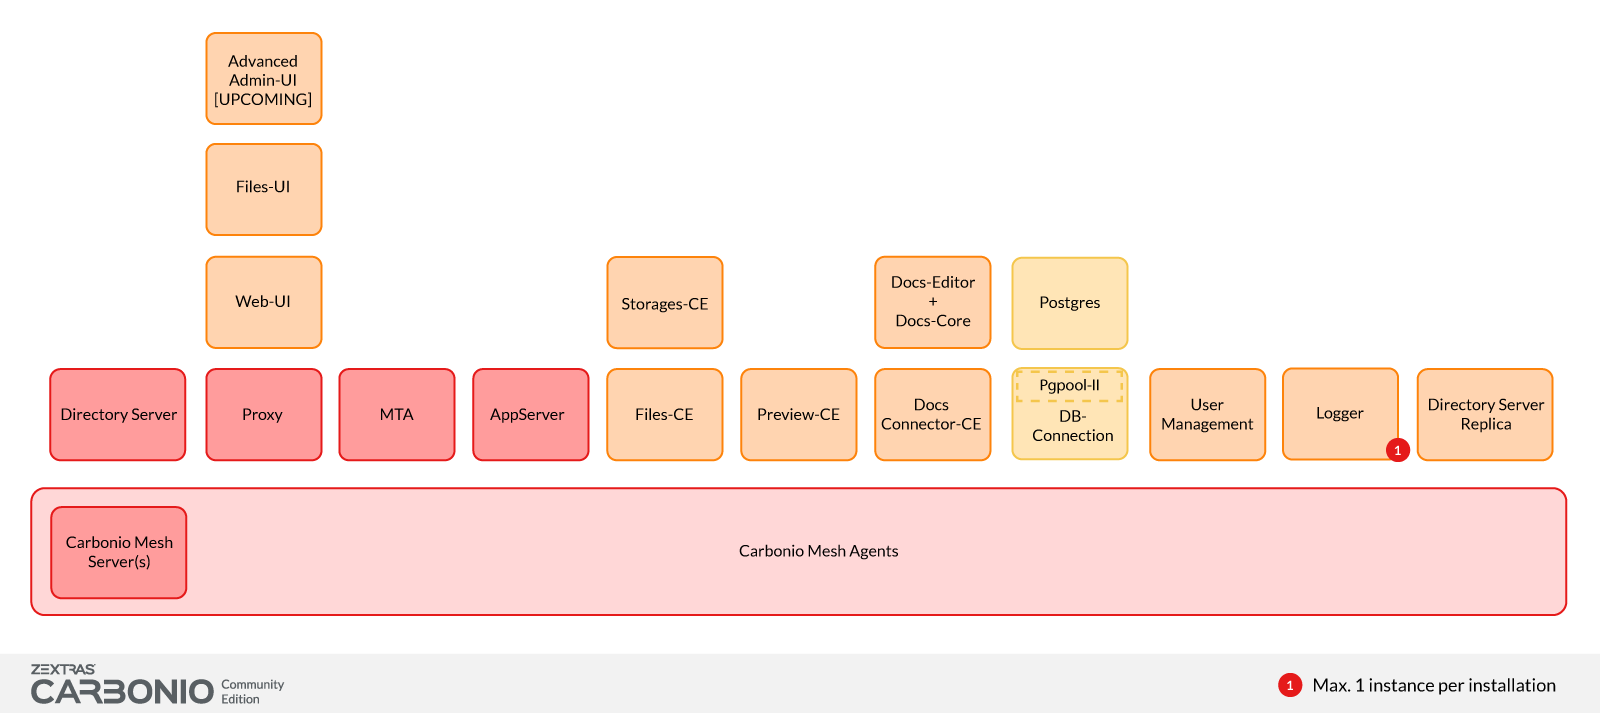 Advanced
Admin-UI
[UPCOMING]
Files-UI
Web-UI
Storages-CE
Docs-Editor
+
Docs-Core
Postgres
Directory Server
Proxy
MTA
AppServer
Files-CE
Preview-CE
Docs
Connector-CE
Pgpool-II
DB-
Connection
User
Management
Logger
1
Directory Server
Replica
Carbonio Mesh
Server(s)
Carbonio Mesh Agents
ZEXTRAS
CARBONIO
Community
Edition
1 Max. 1 instance per installation